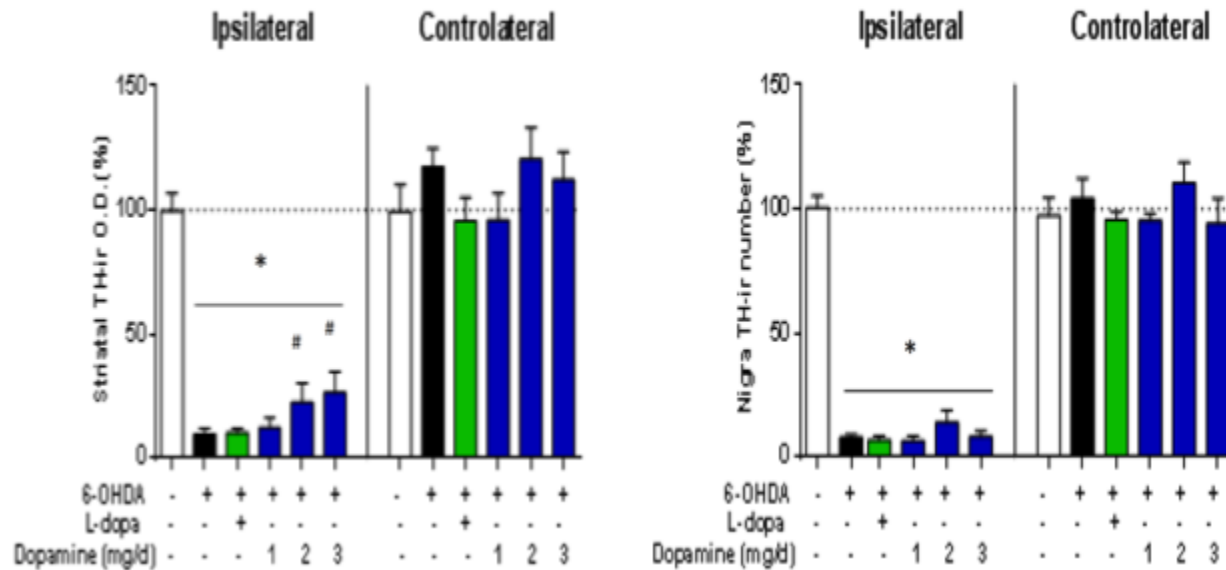 Ipsilateral Controlateral
Striatal TH-ir O.D.(%)
150
100
50
0
*
# #
6-OHDA - + + + + + - + + + + +
L-dopa - - + - - - - - + - - -
Dopamine (mg/d) - - - 1 2 3 - - - 1 2 3
Ipsilateral Controlateral
Nigra TH-ir number (%)
150
100
50
0
*
6-OHDA - + + + + + - + + + + +
L-dopa - - + - - - - - + - - -
Dopamine (mg/d) - - - 1 2 3 - - - 1 2 3